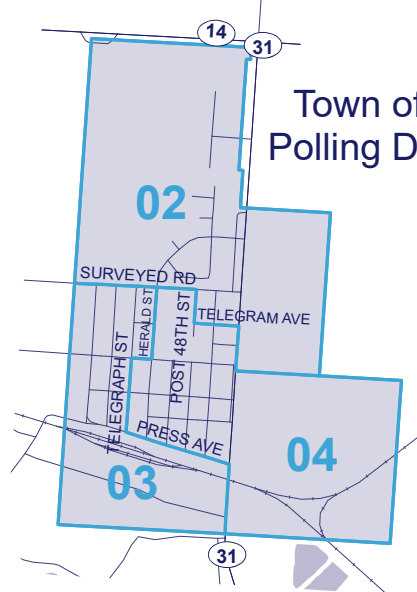 14
31
Town of
Polling D
02
SURVEYED RD
HERALD ST
POST 48TH ST
TELEGRAM AVE
TELEGRAPH ST
PRESS AVE
03
04
31